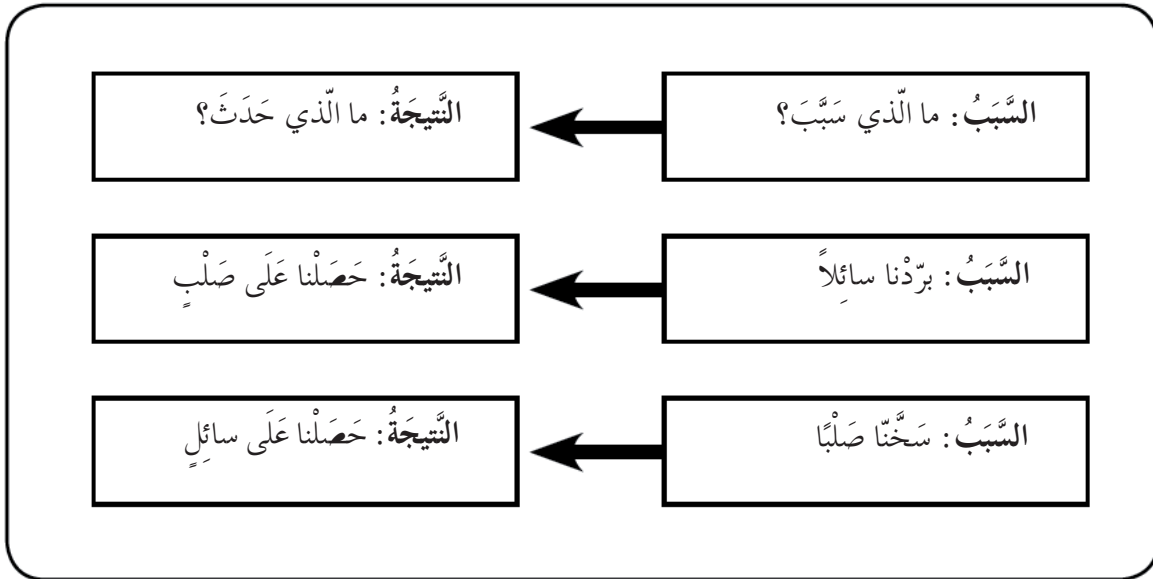 السَّبَبُ: ما الّذي سَبَّبَ؟
النَّتيجَةُ: ما الّذي حَدَثَ؟
السَّبَبُ: برّدْنا سائِلاً
النَّتيجَةُ: حَصَلْنا عَلَى صَلْبٍ
السَّبَبُ: سَخَّنّا صَلْبًا
النَّتيجَةُ: حَصَلْنا عَلَى سائِلٍ